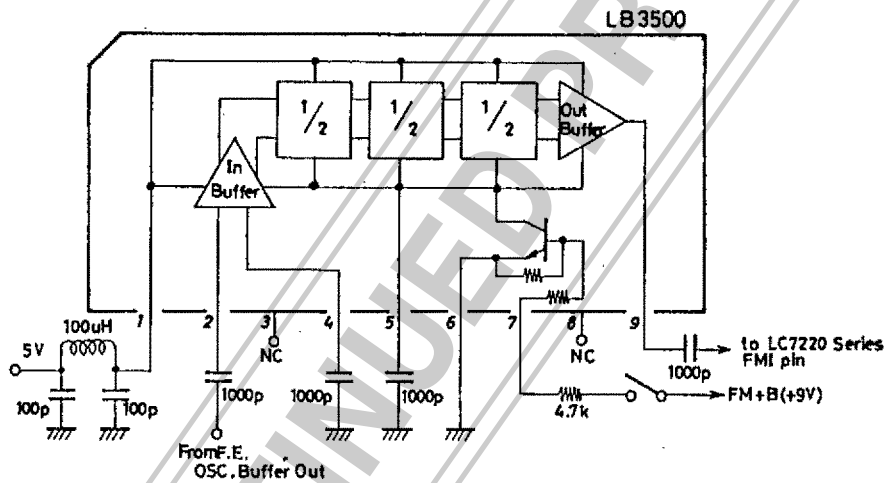 LB3500
1/2
1/2
1/2
Out
Buffer
In
Buffer
1
2
3
4
5
6
7
8
9
100uH
5V
NC
NC
to LC7220 Series
FMI pin
100p
100p
1000p
1000p
1000p
1000p
4.7k
FM+B(+9V)
From F.E.
OSC. Buffer Out
TINUED PR